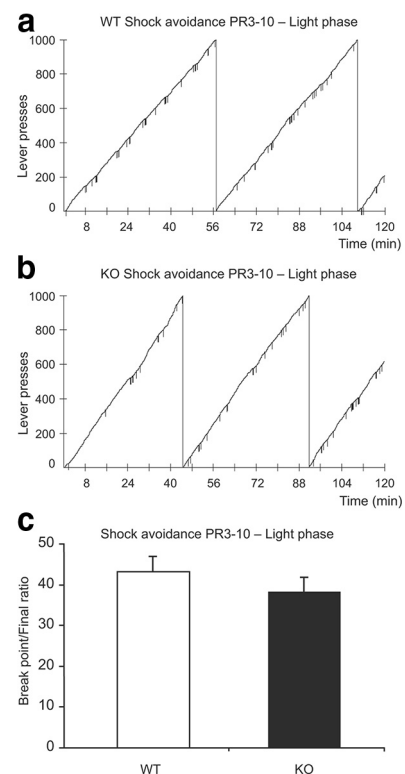 a
WT Shock avoidance PR3-10 – Light phase
1000
800
600
400
200
0
Lever presses
8 24 40 56 72 88 104 120
Time (min)
b
KO Shock avoidance PR3-10 – Light phase
1000
800
600
400
200
0
Lever presses
8 24 40 56 72 88 104 120
Time (min)
c
Shock avoidance PR3-10 – Light phase
50
40
30
20
10
0
Break point/Final ratio
WT KO